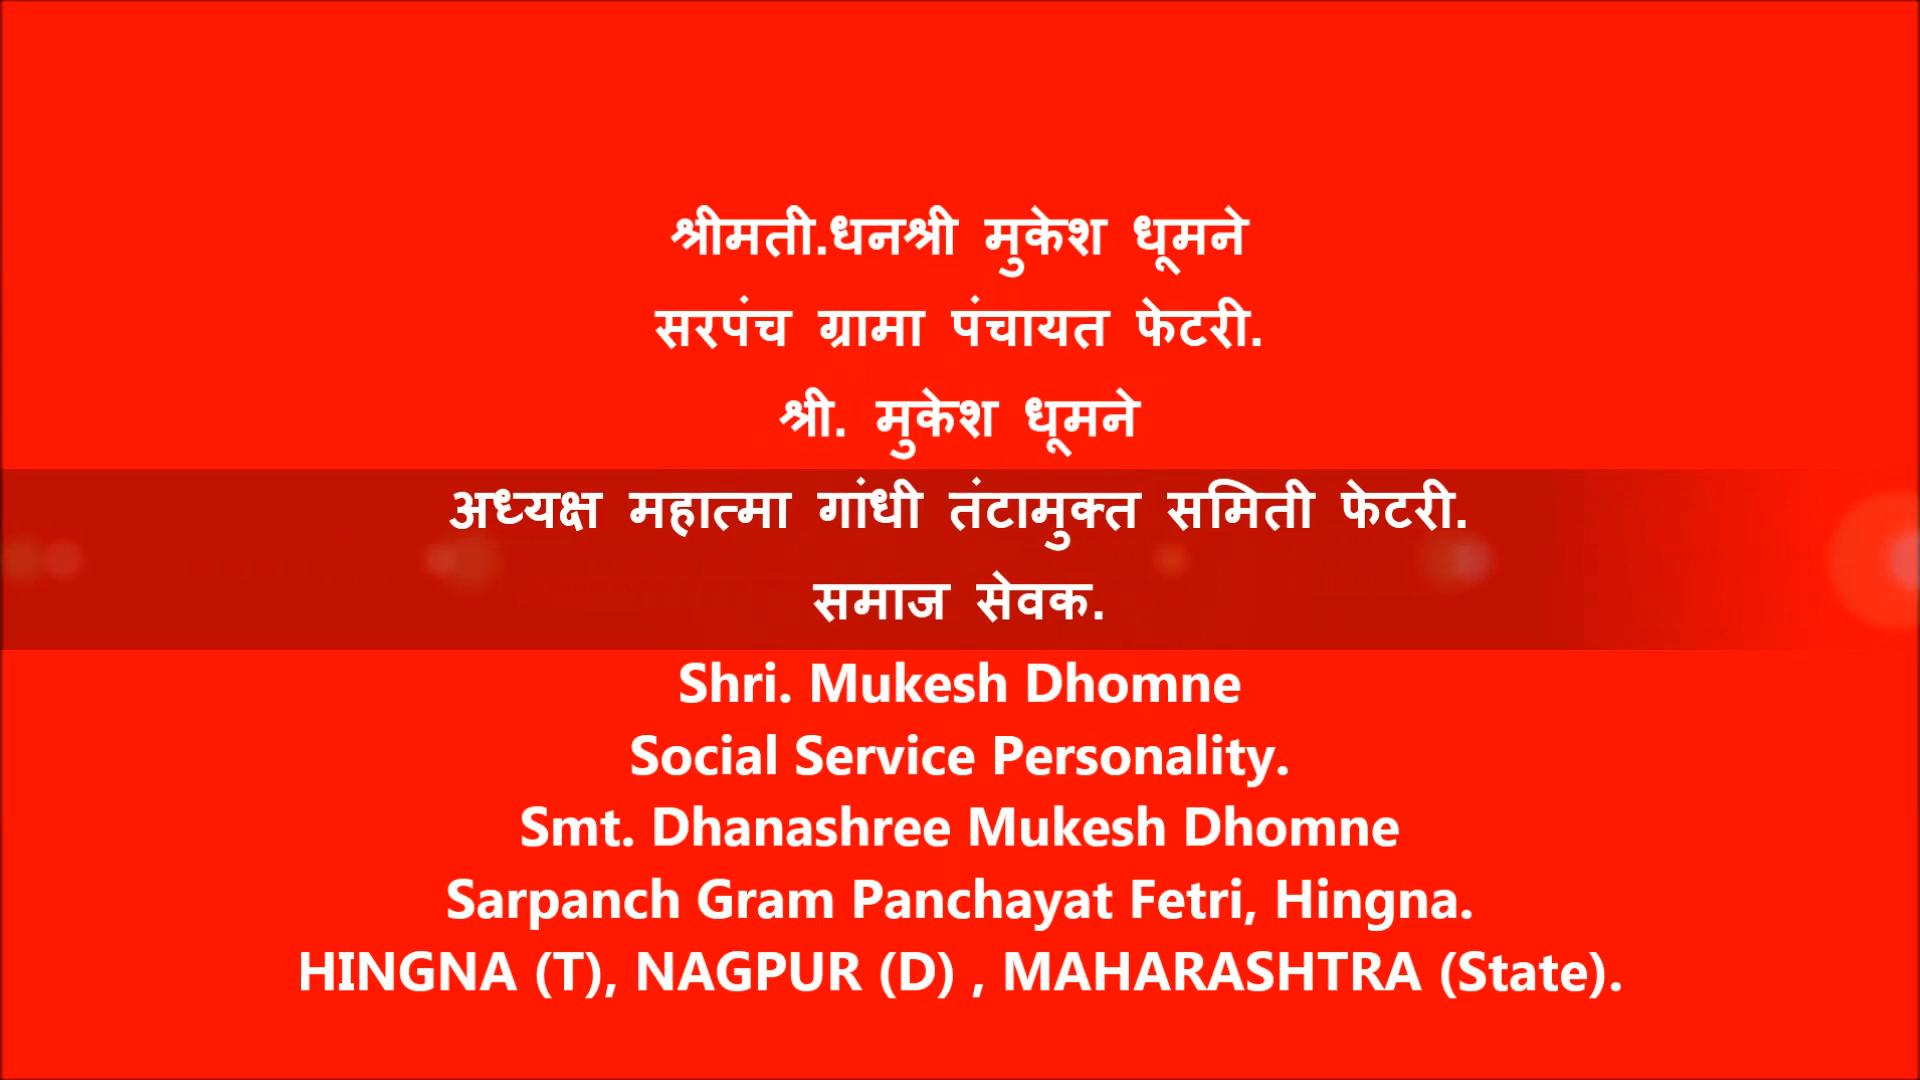 श्रीमती.धनश्री मुकेश धूमने
सरपंच ग्रामा पंचायत फेटरी.
श्री. मुकेश धूमने
अध्यक्ष महात्मा गांधी तंटामुक्त समिती फेटरी.
समाज सेवक.
Shri. Mukesh Dhomne
Social Service Personality.
Smt. Dhanashree Mukesh Dhomne
Sarpanch Gram Panchayat Fetri, Hingna.
HINGNA (T), NAGPUR (D) , MAHARASHTRA (State).